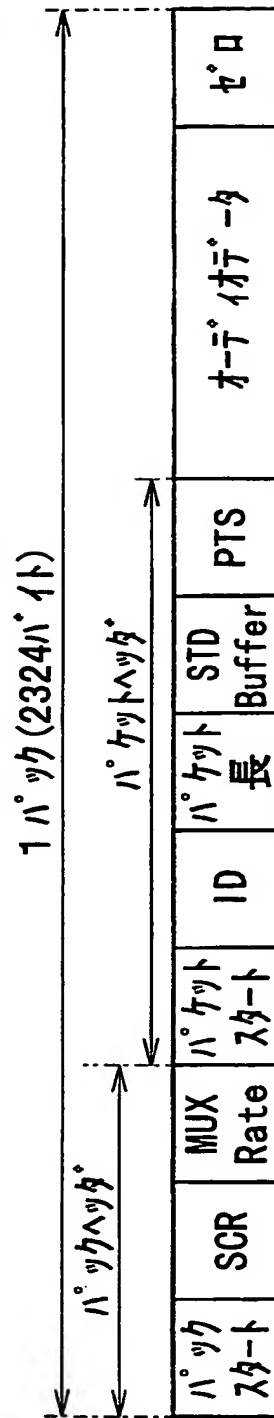 1パック(2324バイト)
パックヘッダ
パケットヘッダ
パック
スタート
SCR
MUX
Rate
パケット
スタート
ID
パケット
長
STD
Buffer
PTS
オーディオデータ
ゼロ